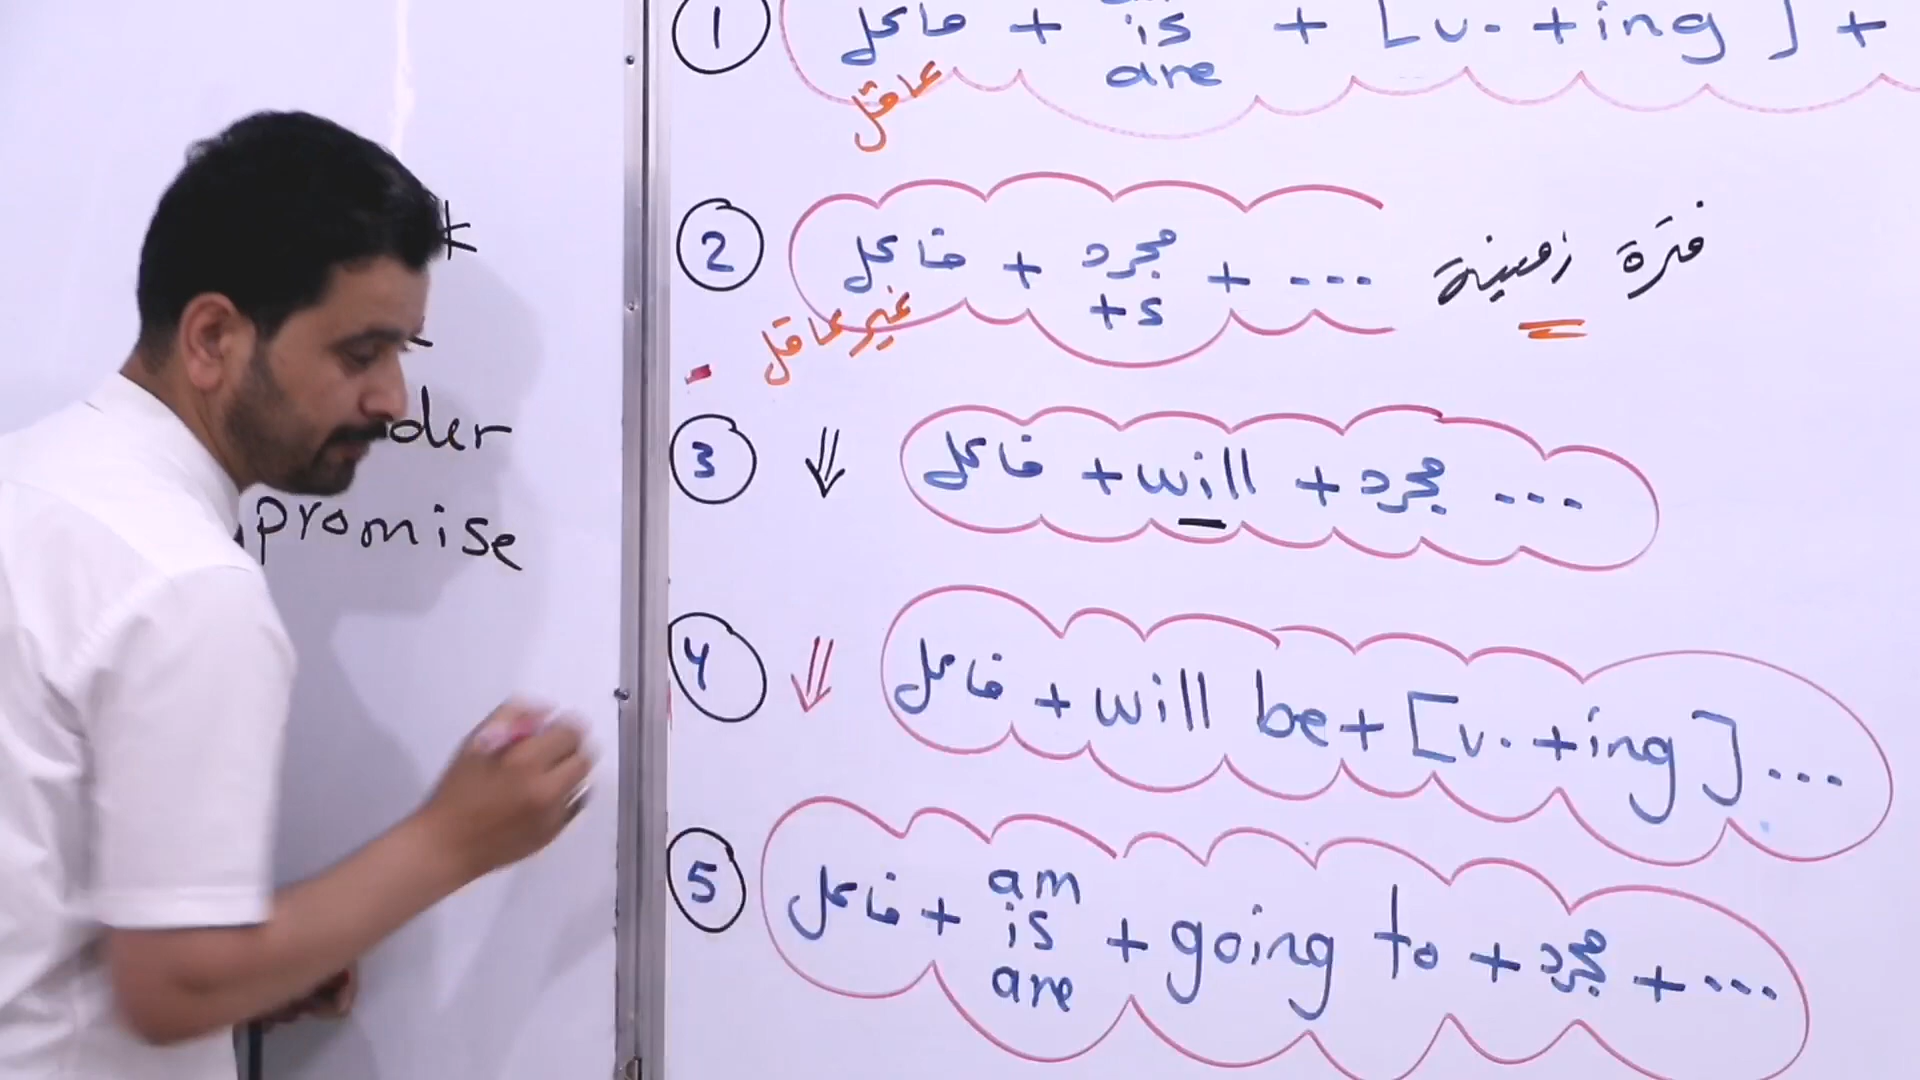 promise
① فاعل + is are + [v. + ing] +
عاقل
② فاعل + مجرد +s + ... فترة زمينية
غير عاقل
③ فاعل + will + مجرد ...
④ فاعل + will be + [v. + ing] ...
⑤ فاعل + am is are + going to + مجرد + ...